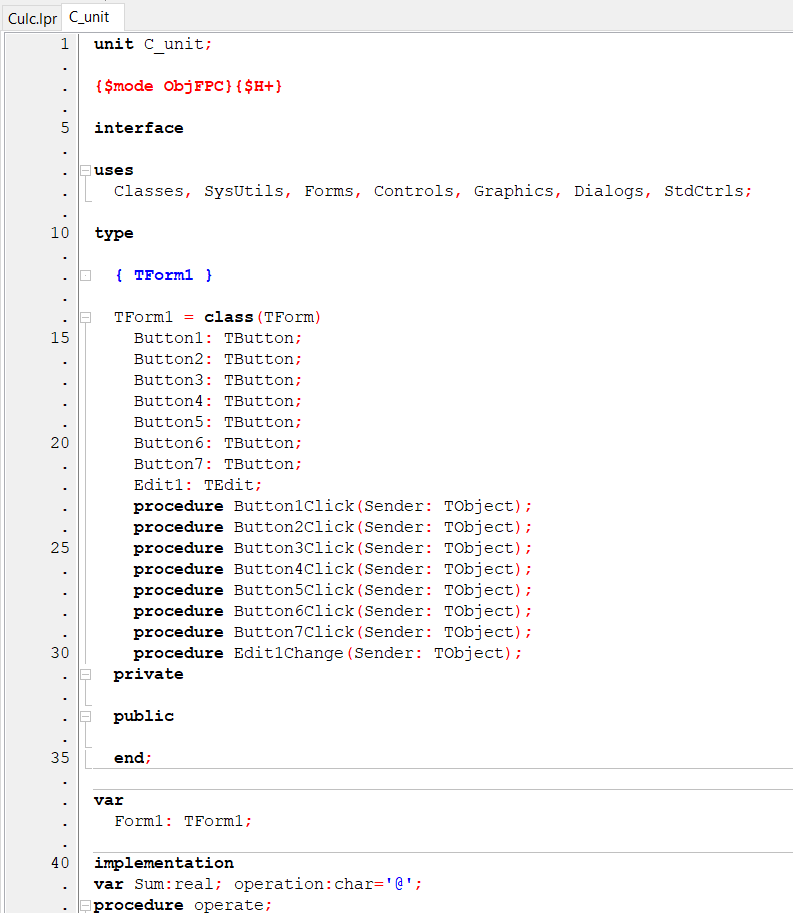 Culc.lpr C_unit
1 unit C_unit;
.
. {$mode ObjFPC}{$H+}
.
5 interface
.
. uses
. Classes, SysUtils, Forms, Controls, Graphics, Dialogs, StdCtrls;
.
10 type
.
. { TForm1 }
.
. TForm1 = class(TForm)
15 Button1: TButton;
. Button2: TButton;
. Button3: TButton;
. Button4: TButton;
. Button5: TButton;
20 Button6: TButton;
. Button7: TButton;
. Edit1: TEdit;
. procedure Button1Click(Sender: TObject);
. procedure Button2Click(Sender: TObject);
25 procedure Button3Click(Sender: TObject);
. procedure Button4Click(Sender: TObject);
. procedure Button5Click(Sender: TObject);
. procedure Button6Click(Sender: TObject);
. procedure Button7Click(Sender: TObject);
30 procedure Edit1Change(Sender: TObject);
. private
.
. public
.
35 end;
.
. var
. Form1: TForm1;
.
40 implementation
. var Sum:real; operation:char='@';
. procedure operate;